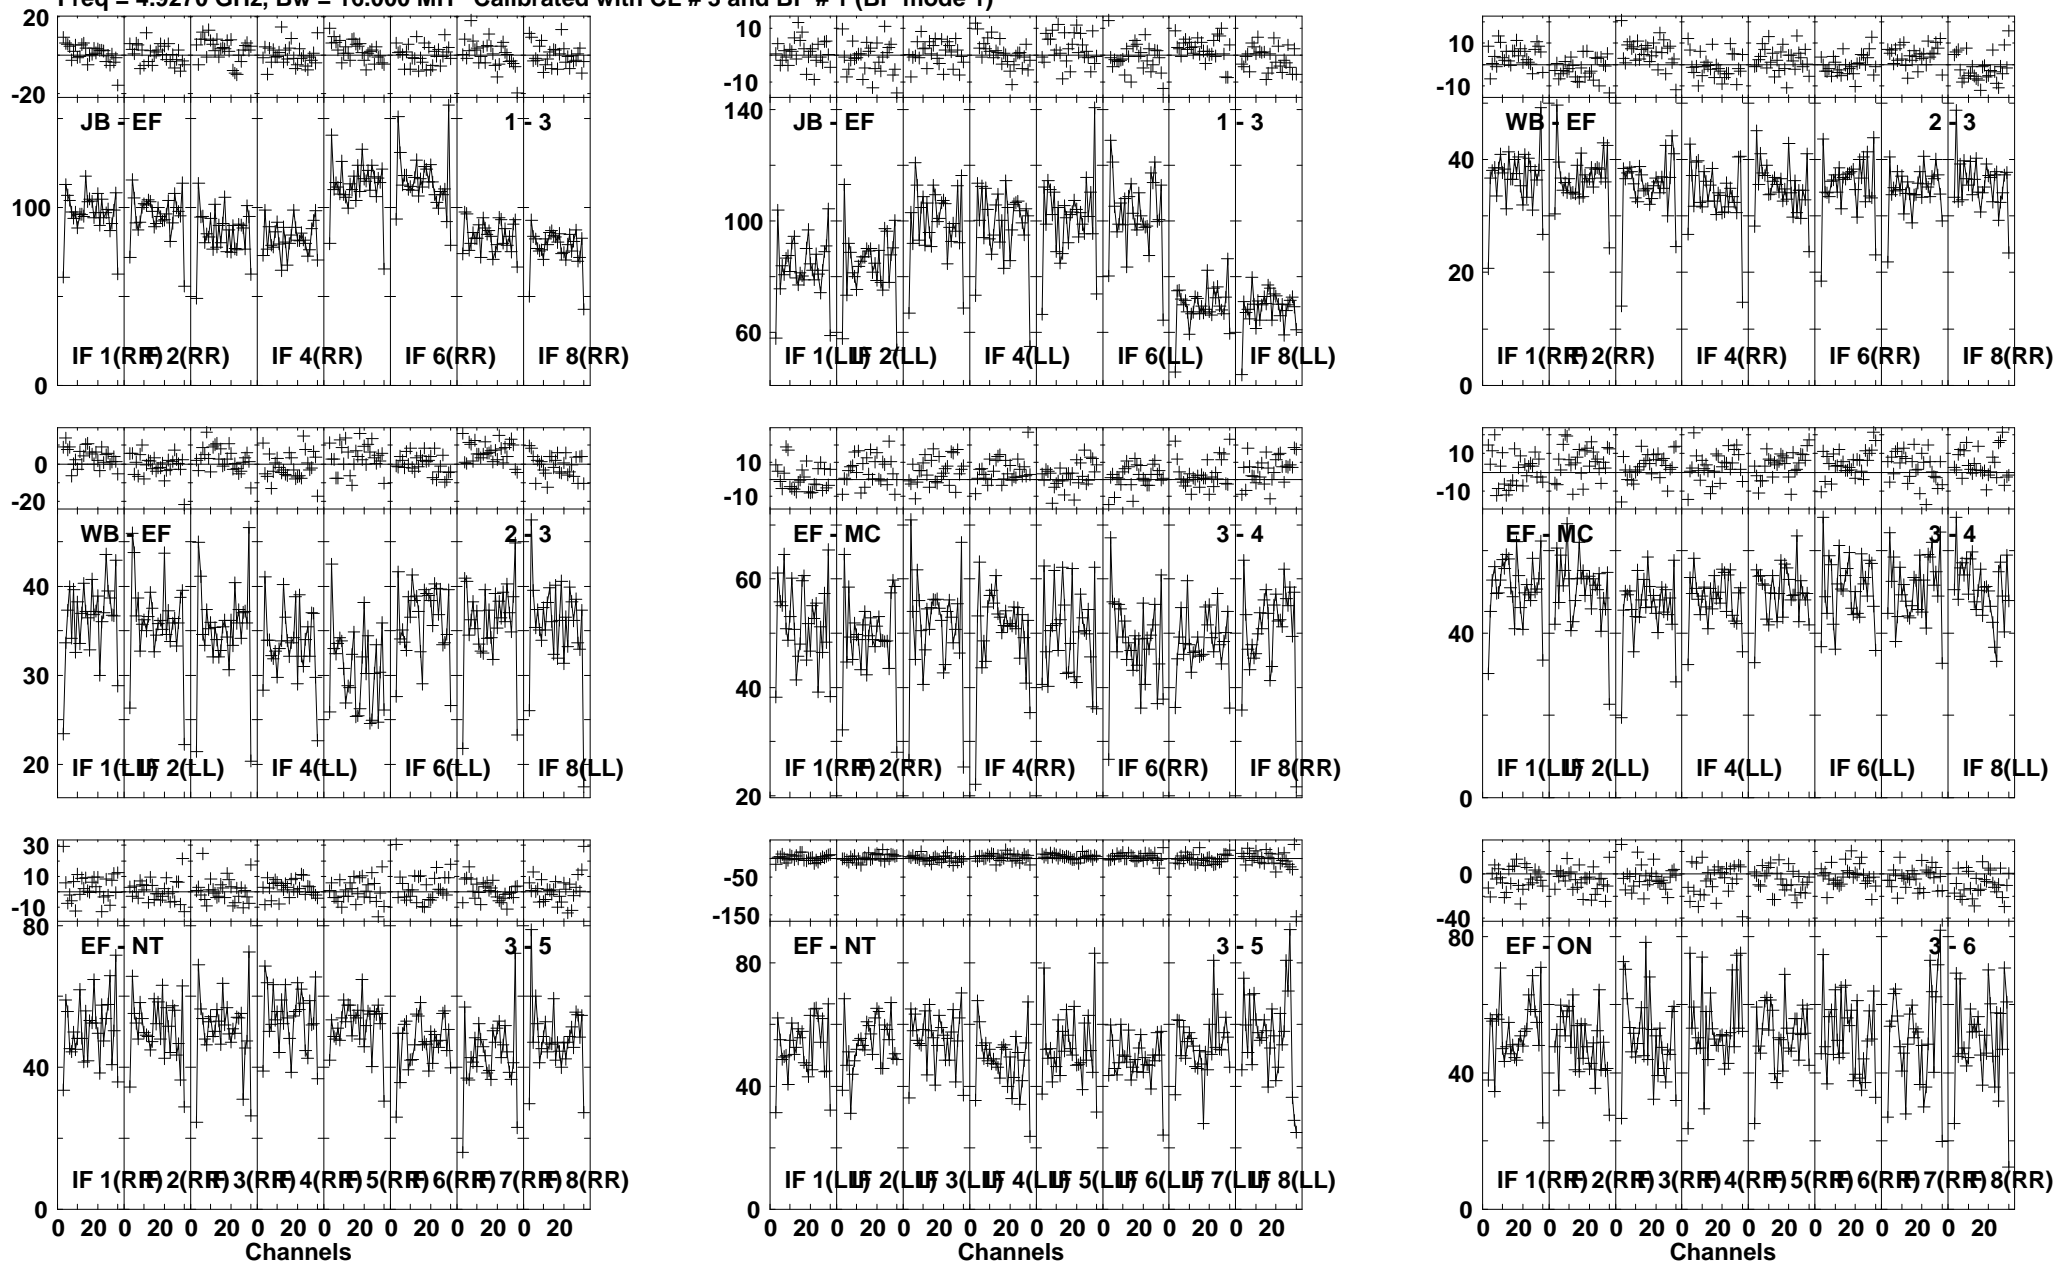 Freq = 4.9270 GHz, Bw = 16.000 MH Calibrated with CL # 3 and BP # 1 (BP mode 1)
20
0
-20
JB - EF 1 - 3
100
0
IF 1(RR) IF 2(RR) IF 4(RR) IF 6(RR) IF 8(RR)
10
-10
140
JB - EF 1 - 3
100
60
IF 1(LL) IF 2(LL) IF 4(LL) IF 6(LL) IF 8(LL)
10
-10
WB - EF 2 - 3
40
20
0
IF 1(RR) IF 2(RR) IF 4(RR) IF 6(RR) IF 8(RR)
0
-20
WB - EF 2 - 3
40
30
20
IF 1(LL) IF 2(LL) IF 4(LL) IF 6(LL) IF 8(LL)
10
-10
EF - MC 3 - 4
60
40
20
IF 1(RR) IF 2(RR) IF 4(RR) IF 6(RR) IF 8(RR)
10
-10
EF - MC 3 - 4
40
0
IF 1(LL) IF 2(LL) IF 4(LL) IF 6(LL) IF 8(LL)
30
10
-10
80
EF - NT 3 - 5
40
0
IF 1(RR) IF 2(RR) IF 3(RR) IF 4(RR) IF 5(RR) IF 6(RR) IF 7(RR) IF 8(RR)
0 20 0 20 0 20 0 20 0 20 0 20 0 20 0 20
Channels
-50
-150
EF - NT 3 - 5
80
40
0
IF 1(LL) IF 2(LL) IF 3(LL) IF 4(LL) IF 5(LL) IF 6(LL) IF 7(LL) IF 8(LL)
0 20 0 20 0 20 0 20 0 20 0 20 0 20 0 20
Channels
0
-40
80
EF - ON 3 - 6
40
0
IF 1(RR) IF 2(RR) IF 3(RR) IF 4(RR) IF 5(RR) IF 6(RR) IF 7(RR) IF 8(RR)
0 20 0 20 0 20 0 20 0 20 0 20 0 20 0 20
Channels